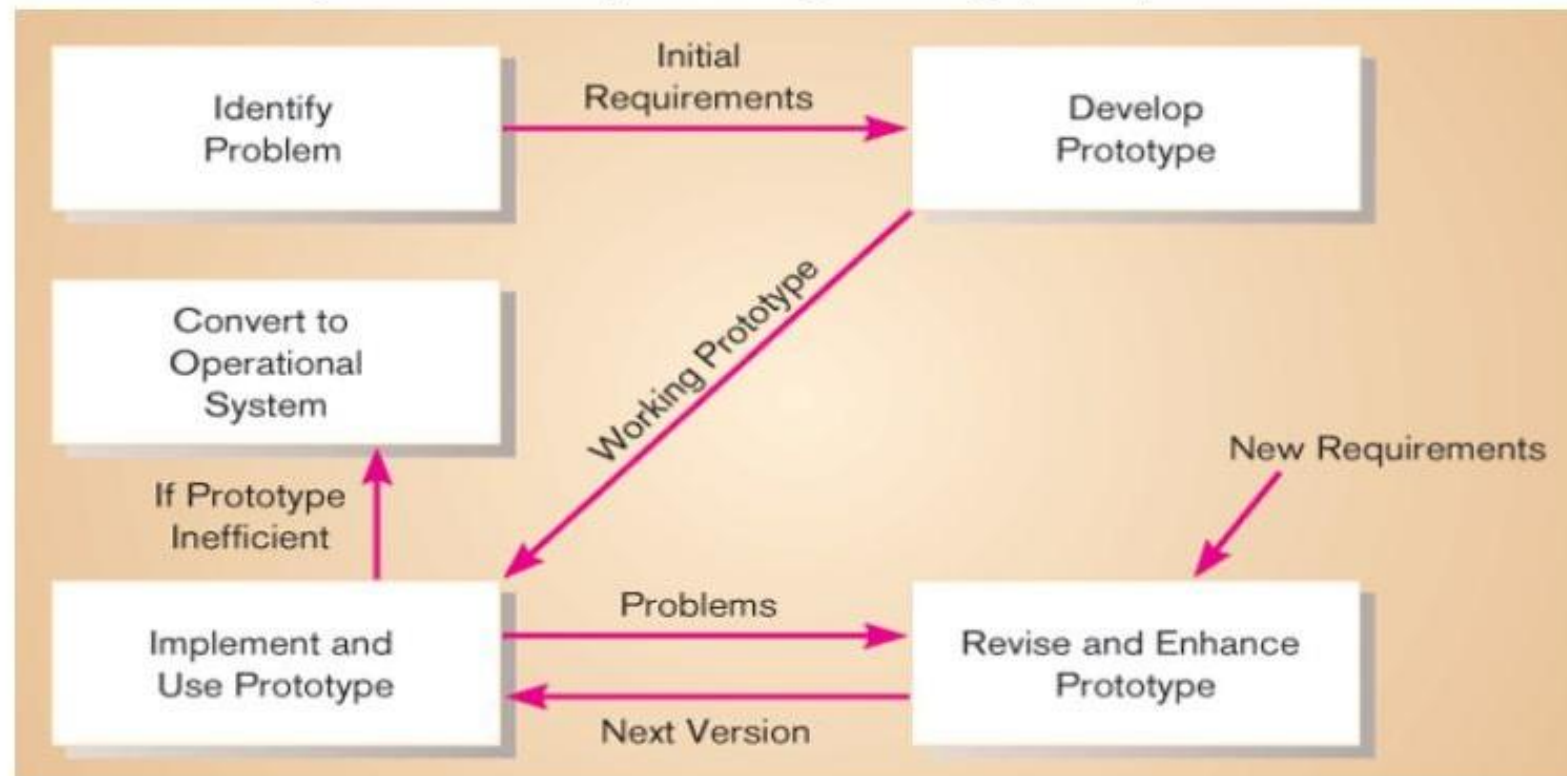 Identify
Problem
Initial
Requirements
Develop
Prototype
Convert to
Operational
System
Working Prototype
New Requirements
If Prototype
Inefficient
Implement and
Use Prototype
Problems
Next Version
Revise and Enhance
Prototype